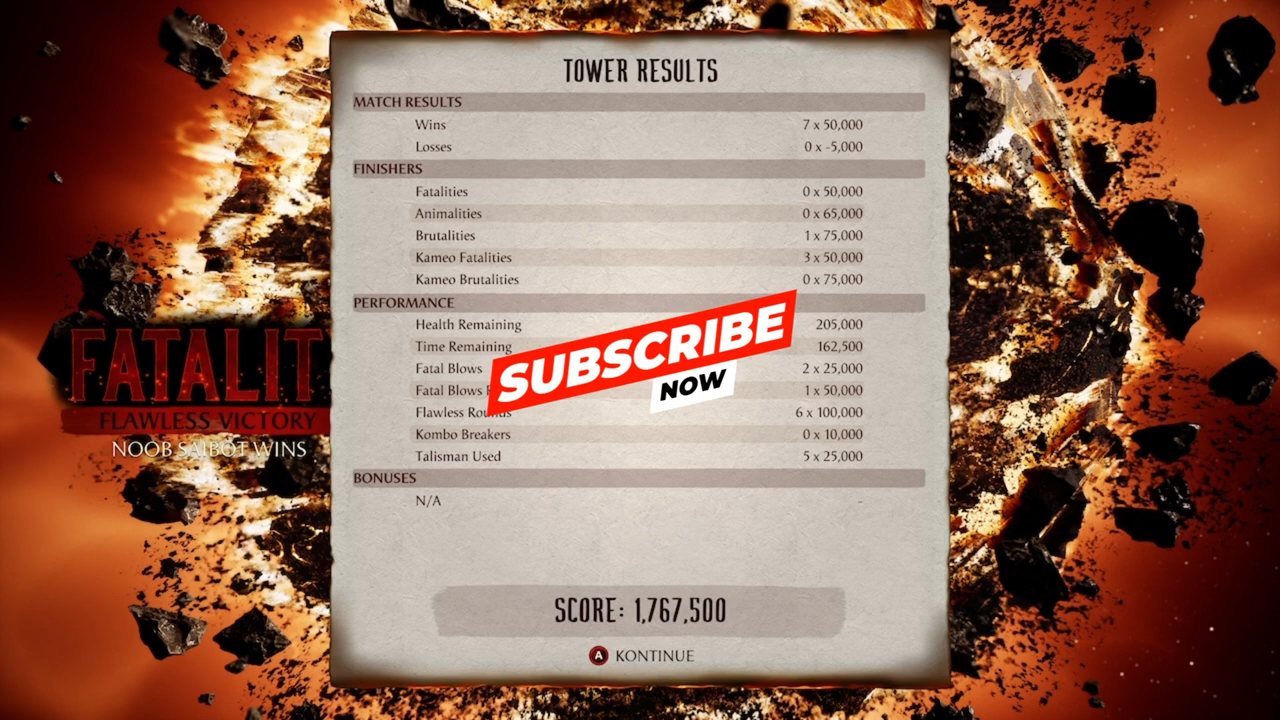 TOWER RESULTS
MATCH RESULTS
Wins 7 x 50,000
Losses 0 x -5,000
FINISHERS
Fatalities 0 x 50,000
Animalities 0 x 65,000
Brutalities 1 x 75,000
Kameo Fatalities 3 x 50,000
Kameo Brutalities 0 x 75,000
PERFORMANCE
Health Remaining 205,000
Time Remaining 162,500
Fatal Blows 2 x 25,000
Fatal Blows 1 x 50,000
Flawless Rounds 6 x 100,000
Kombo Breakers 0 x 10,000
Talisman Used 5 x 25,000
BONUSES
N/A -
SCORE: 1,767,500
A KONTINUE
SUBSCRIBE
NOW
FATALIT
FLAWLESS VICTORY
NOOB SAIBOT WINS